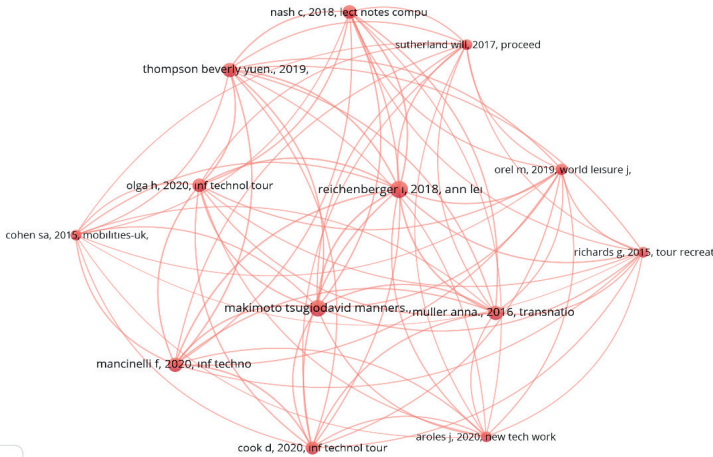 nash c, 2018, lect notes compu
sutherland will, 2017, proceed
thompson beverly yuen., 2019,
orel m, 2019, world leisure j,
olga h, 2020, inf technol tour
reichenberger i, 2018, ann lei
cohen sa, 2015, mobilities-uk,
richards g, 2015, tour recreat
makimoto tsugiodavid manners.,
muller anna., 2016, transnatio
mancinelli f, 2020, inf techno
aroles j, 2020, new tech work
cook d, 2020, inf technol tour